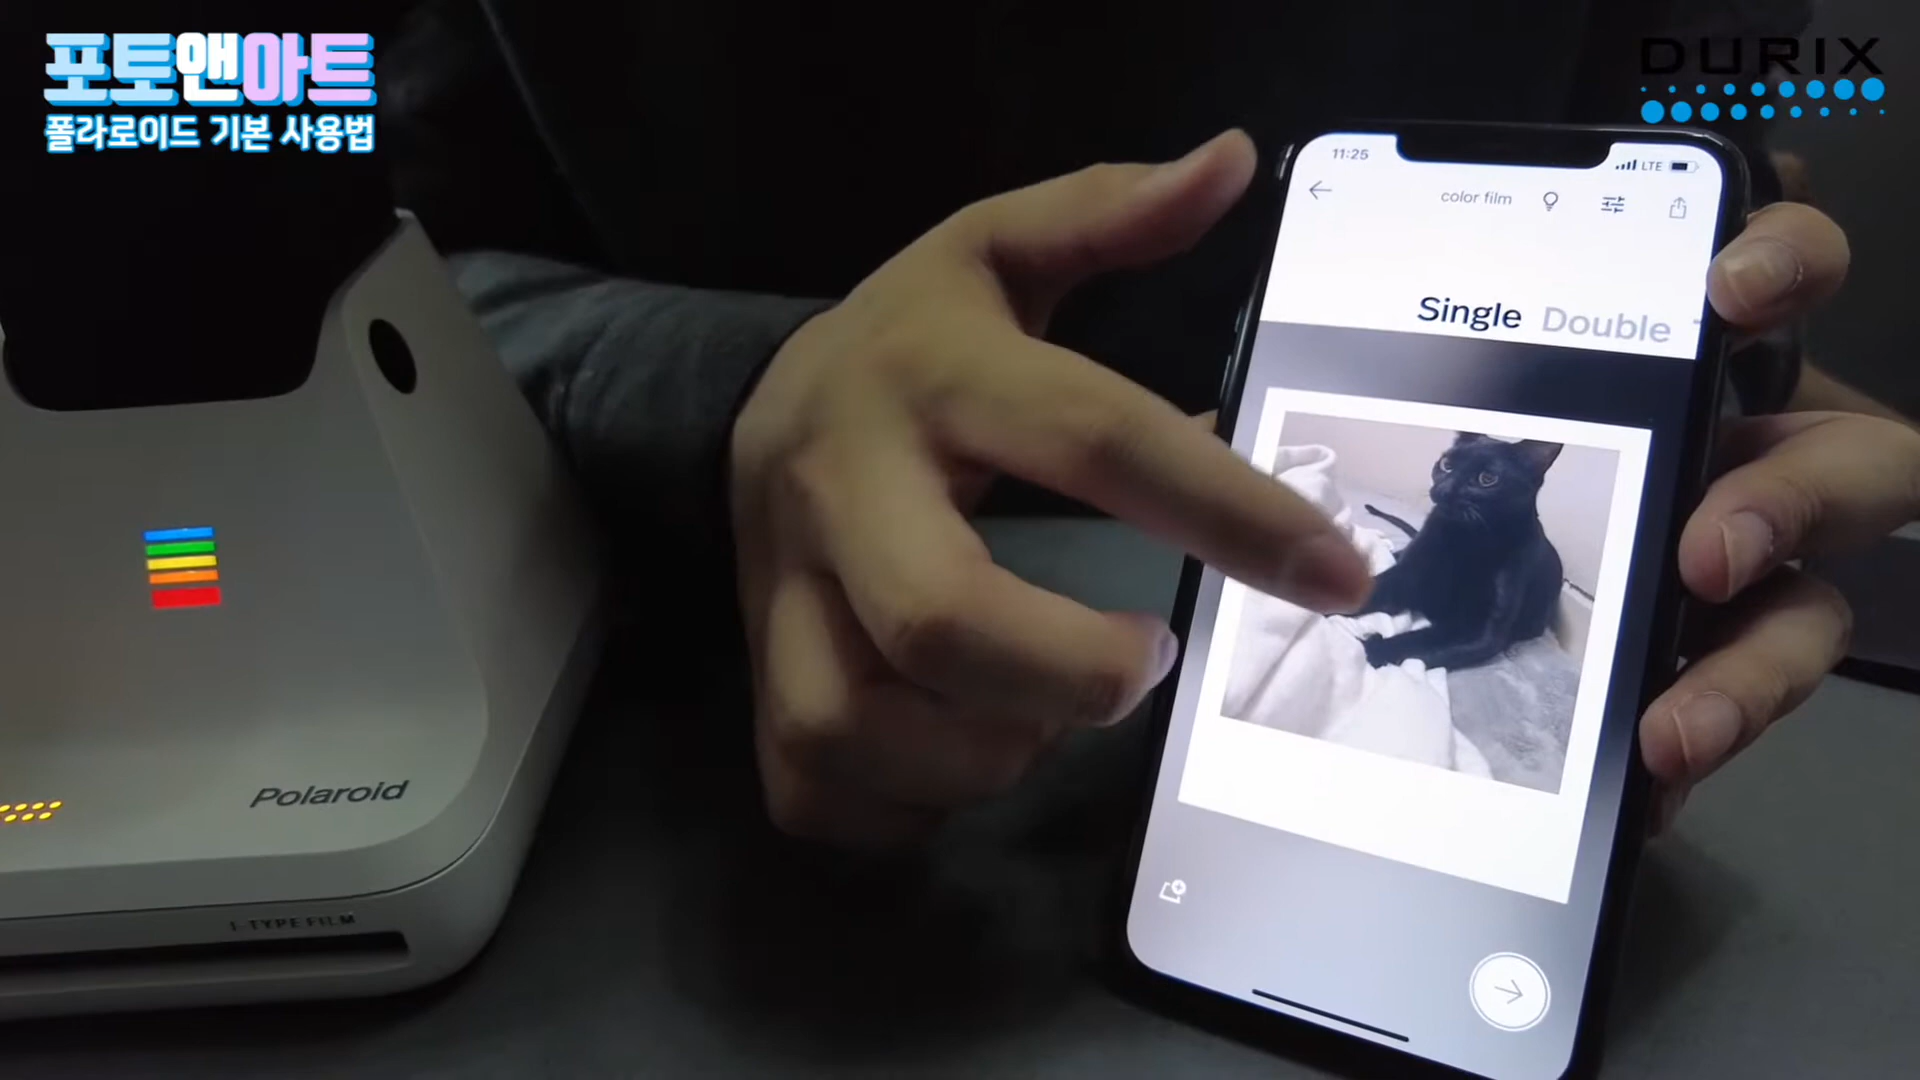 포토앤아트
폴라로이드 기본 사용법
DURIX
11:25
LTE
color film
Single Double
Polaroid
I-TYPE FILM